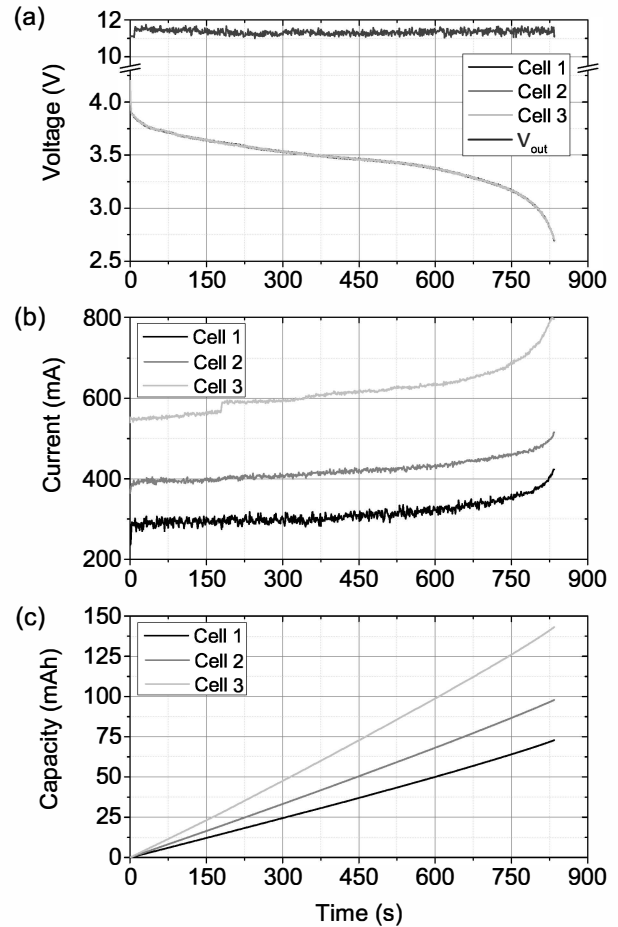 (a)
12
11
4.0
3.5
3.0
2.5
Voltage (V)
Cell 1
Cell 2
Cell 3
Vout
0 150 300 450 600 750 900
(b)
800
600
400
200
Current (mA)
Cell 1
Cell 2
Cell 3
0 150 300 450 600 750 900
(c)
150
125
100
75
50
25
0
Capacity (mAh)
Cell 1
Cell 2
Cell 3
0 150 300 450 600 750 900
Time (s)